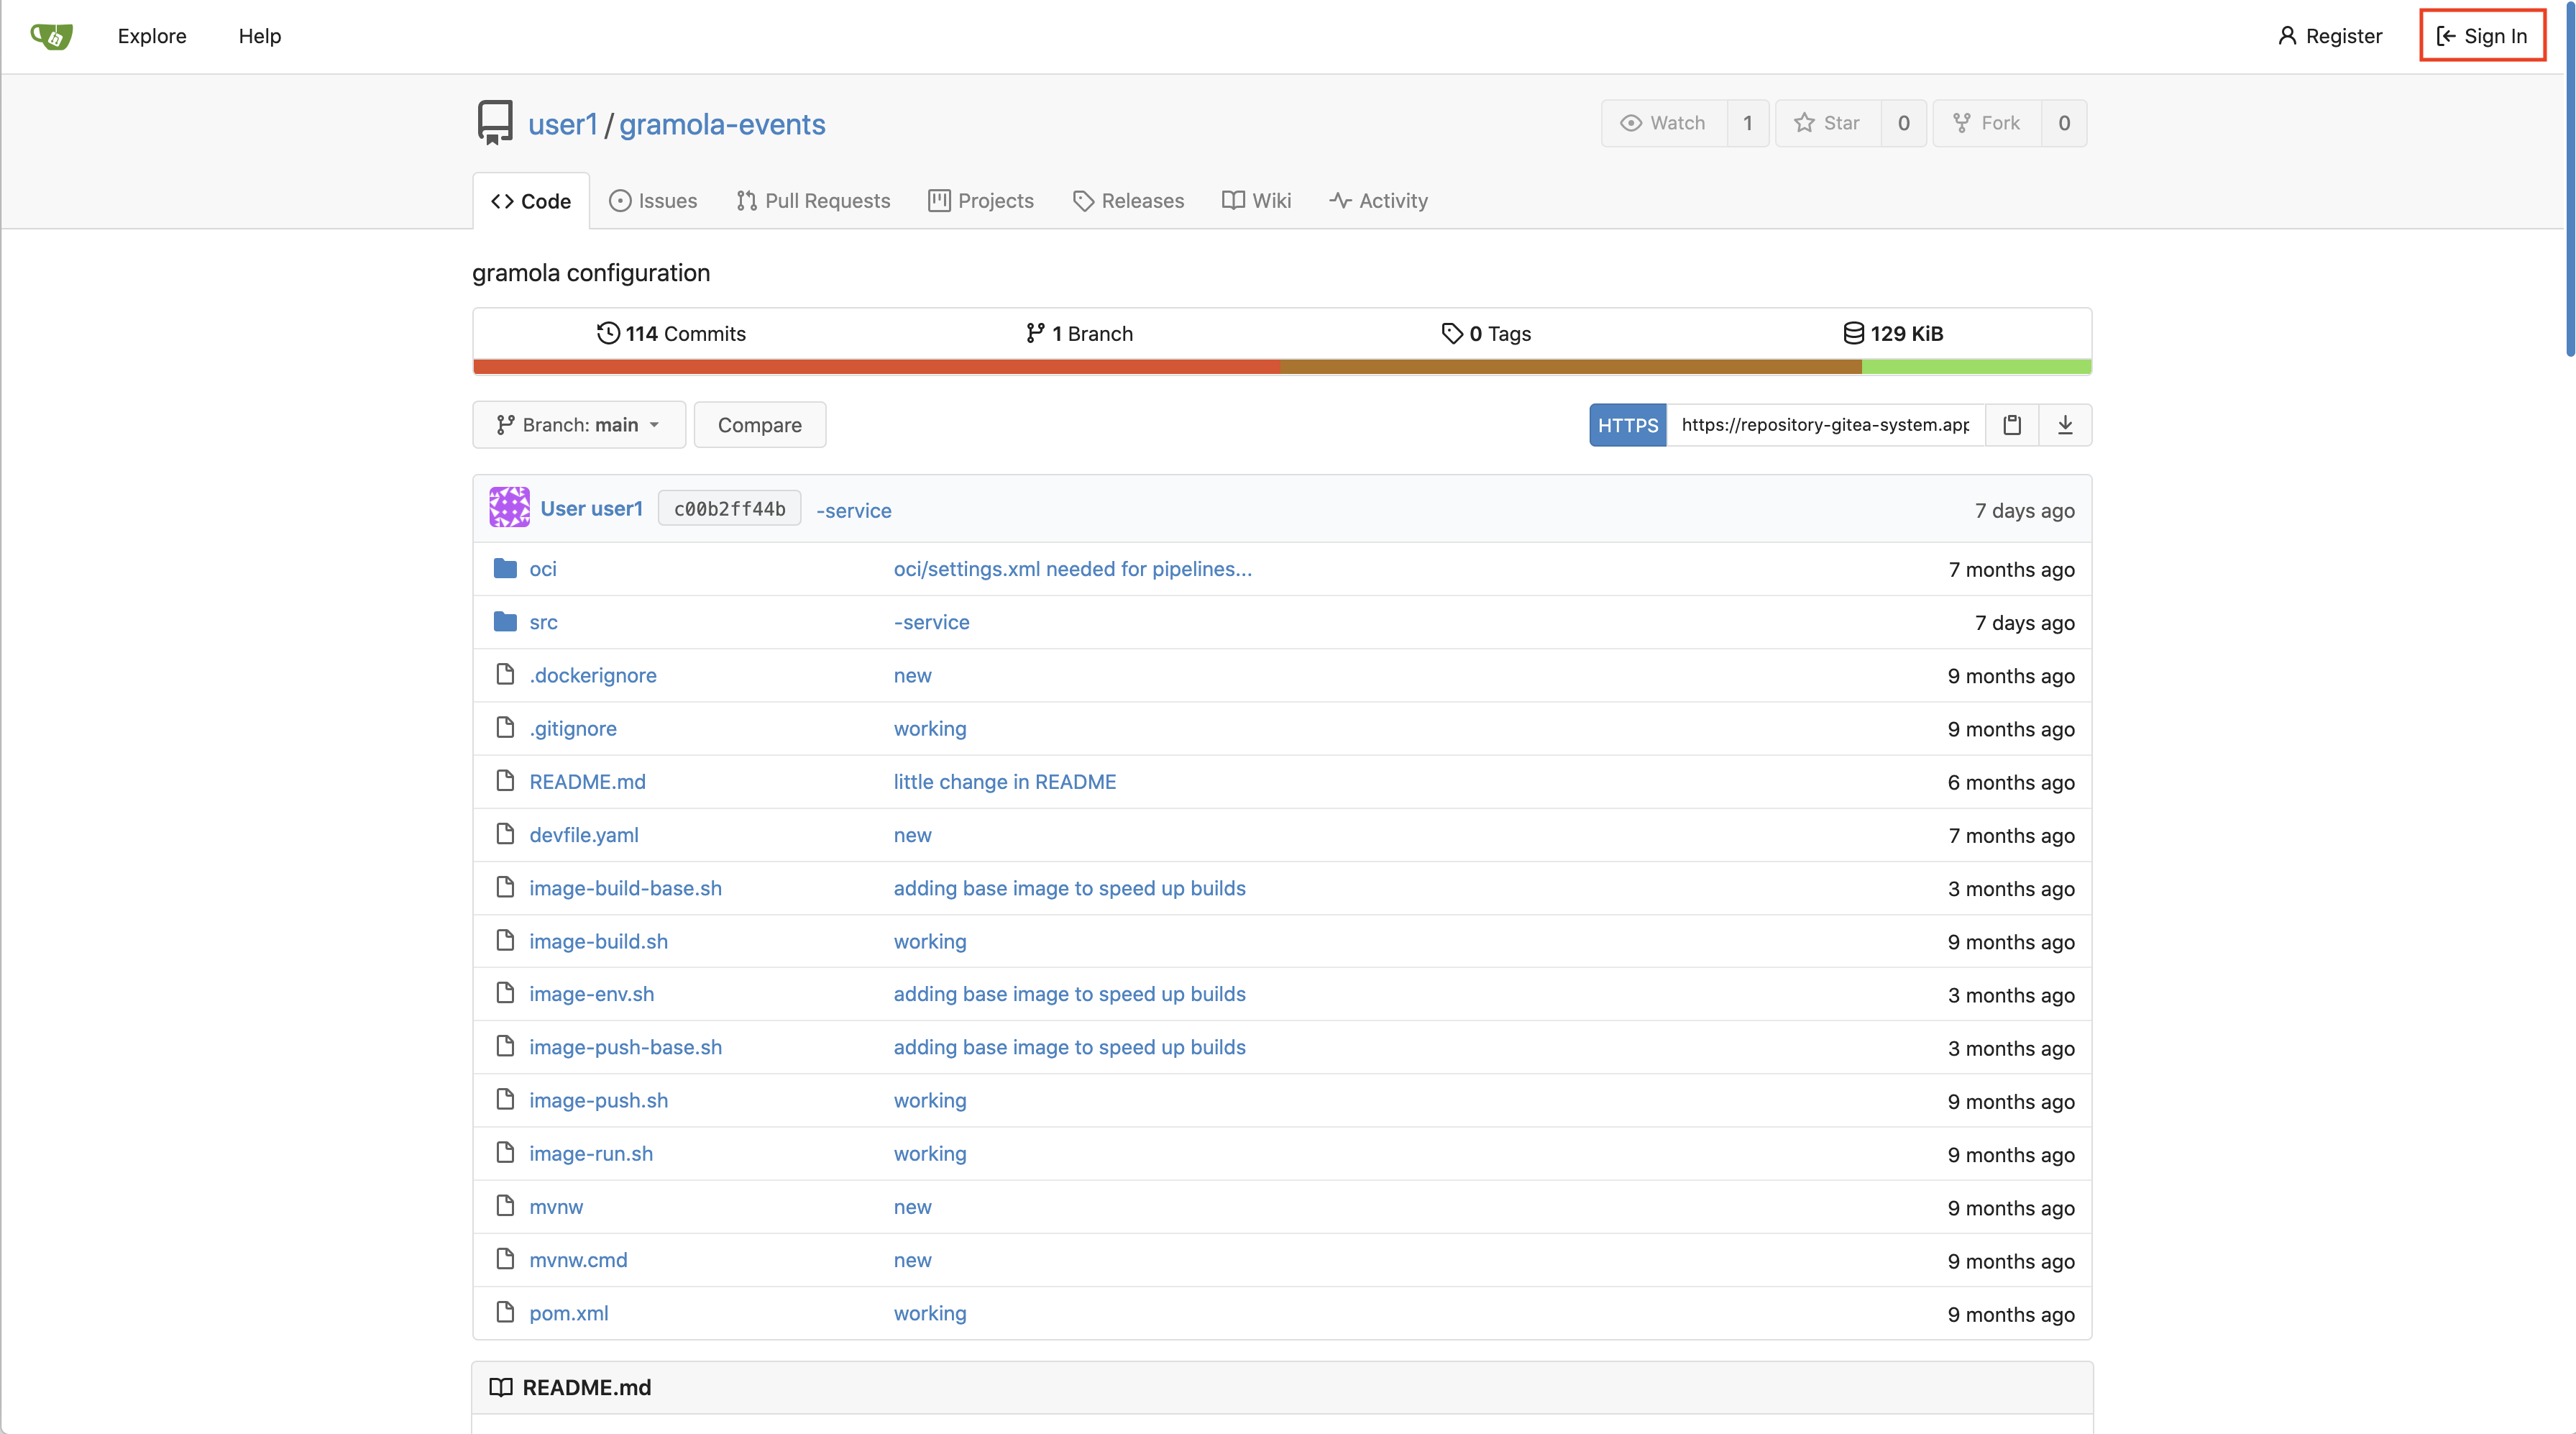 Explore Help Register Sign In
user1 / gramola-events Watch 1 Star 0 Fork 0
Code Issues Pull Requests Projects Releases Wiki Activity
gramola configuration
114 Commits 1 Branch 0 Tags 129 KiB
Branch: main Compare HTTPS https://repository-gitea-system.app
User user1 c00b2ff44b -service 7 days ago
oci oci/settings.xml needed for pipelines... 7 months ago
src -service 7 days ago
.dockerignore new 9 months ago
.gitignore working 9 months ago
README.md little change in README 6 months ago
devfile.yaml new 7 months ago
image-build-base.sh adding base image to speed up builds 3 months ago
image-build.sh working 9 months ago
image-env.sh adding base image to speed up builds 3 months ago
image-push-base.sh adding base image to speed up builds 3 months ago
image-push.sh working 9 months ago
image-run.sh working 9 months ago
mvnw new 9 months ago
mvnw.cmd new 9 months ago
pom.xml working 9 months ago
README.md